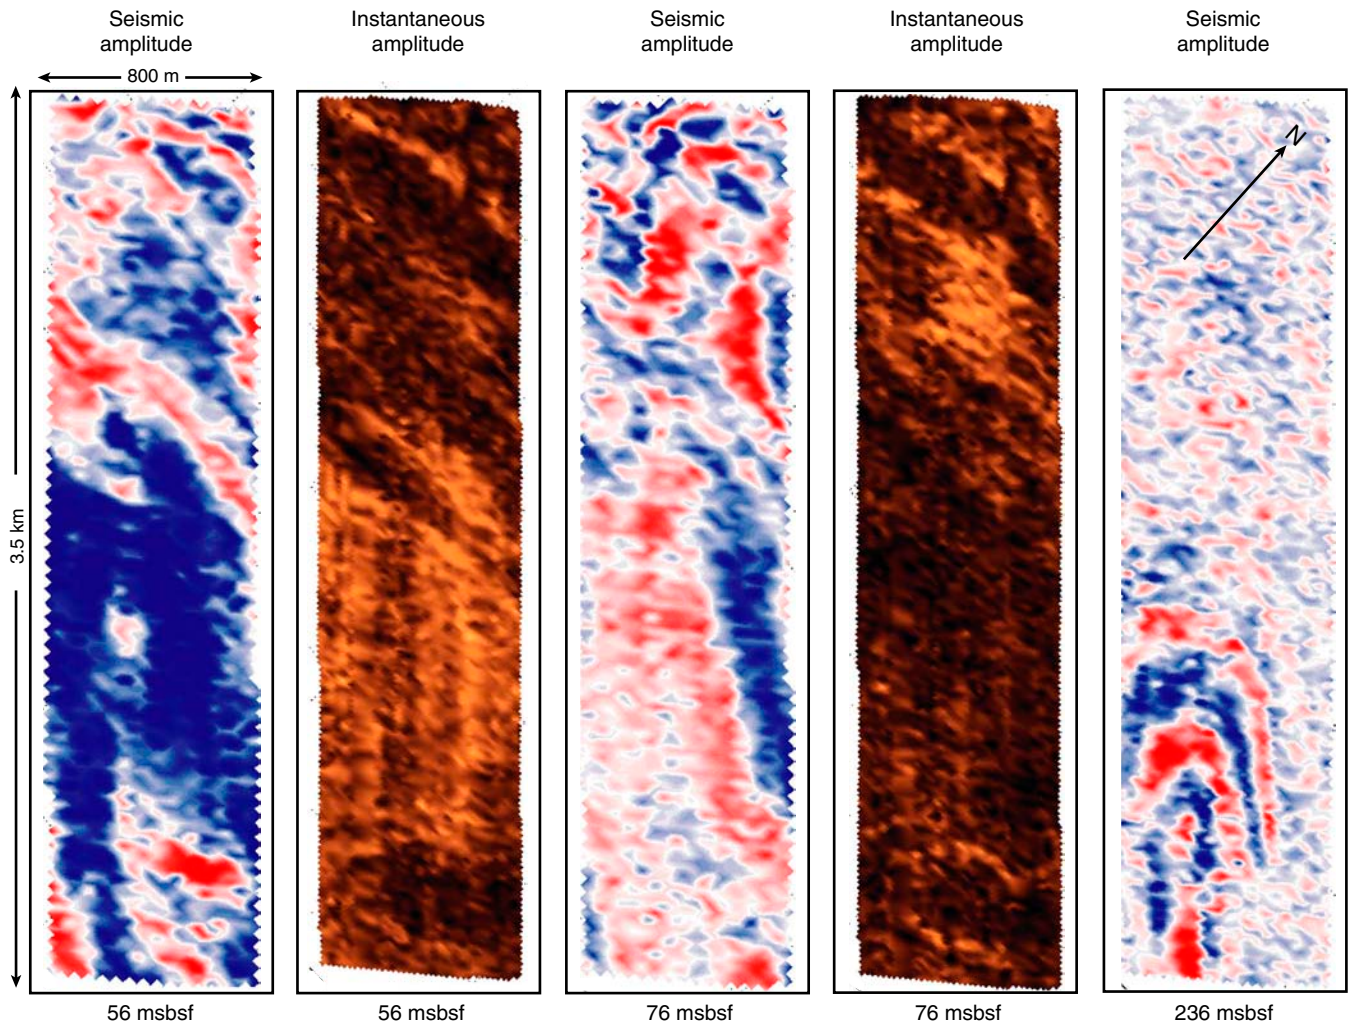 Seismic
amplitude
Instantaneous
amplitude
Seismic
amplitude
Instantaneous
amplitude
Seismic
amplitude
800 m
3.5 km
N
56 msbsf
56 msbsf
76 msbsf
76 msbsf
236 msbsf